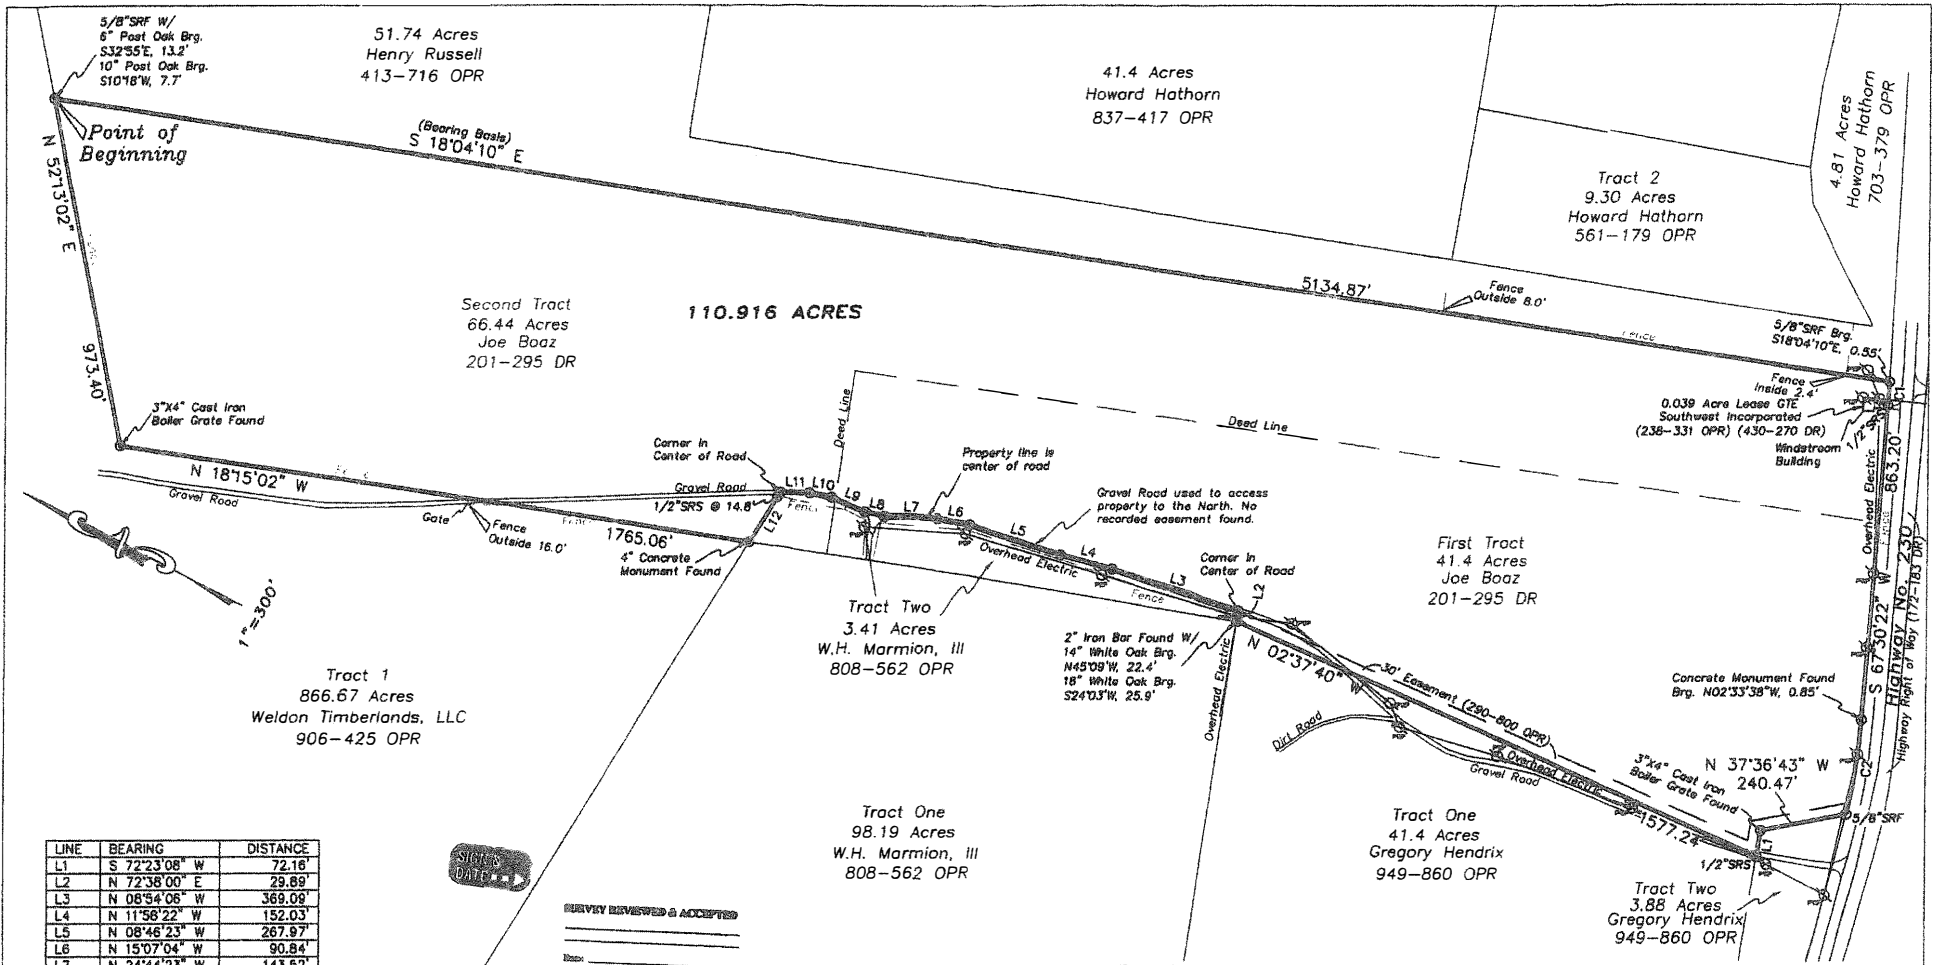 5/8"SRF W/
6" Post Oak Brg.
S32°55'E, 13.2'
10" Post Oak Brg.
S10°18'W, 7.7'
51.74 Acres
Henry Russell
413-716 OPR
41.4 Acres
Howard Hathorn
837-417 OPR
4.81 Acres
Howard Hathorn
703-379 OPR
Tract 2
9.30 Acres
Howard Hathorn
561-179 OPR
Point of
Beginning
(Bearing Basis)
S 18°04'10" E
5134.87'
Fence
Outside 8.0'
Fence
5/8"SRF Brg.
S18°04'10"E, 0.55'
Fence
Inside 2.4'
C1
0.039 Acre Lease GTE
Southwest Incorporated
(238-331 OPR) (430-270 DR)
1/2"SRS
Windstream
Building
N 52°13'02" E
973.40'
Second Tract
66.44 Acres
Joe Boaz
201-295 DR
110.916 ACRES
Deed Line
Deed Line
3"X4" Cast Iron
Boiler Grate Found
N 18°15'02" W
Gravel Road
Gate
Fence
Outside 16.0'
Fence
1765.06'
4" Concrete
Monument Found
Corner In
Center of Road
Gravel Road
1/2"SRS @ 14.8'
L12
L11
L10
L9
L8
L7
L6
Fence
Property line is
center of road
Gravel Road used to access
property to the North. No
recorded easement found.
L5
L4
L3
L2
Overhead Electric
Fence
Corner In
Center of Road
First Tract
41.4 Acres
Joe Boaz
201-295 DR
Overhead Electric
Fence
863.20'
S 67°30'22" W
Highway No. 230
Highway Right of Way (172-183 DR)
1"=300'
Tract Two
3.41 Acres
W.H. Marmion, III
808-562 OPR
2" Iron Bar Found W/
14" White Oak Brg.
N45°09'W, 22.4'
18" White Oak Brg.
S24°03'W, 25.9'
Overhead Electric
N 02°37'40" W
1577.24'
30' Easement (290-800 OPR)
Dirt Road
Overhead Electric
Gravel Road
Concrete Monument Found
Brg. N02°33'38"W, 0.85'
C2
3"X4" Cast Iron
Boiler Grate Found
N 37°36'43" W
240.47'
5/8"SRF
L1
1/2"SRS
Tract 1
866.67 Acres
Weldon Timberlands, LLC
906-425 OPR
Tract One
98.19 Acres
W.H. Marmion, III
808-562 OPR
Tract One
41.4 Acres
Gregory Hendrix
949-860 OPR
Tract Two
3.88 Acres
Gregory Hendrix
949-860 OPR
LINE BEARING DISTANCE
L1 S 72°23'08" W 72.16'
L2 N 72°38'00" E 29.89'
L3 N 08°54'06" W 369.09'
L4 N 11°58'22" W 152.03'
L5 N 08°46'23" W 267.97'
L6 N 15°07'04" W 90.84'
L7 N 24°44'23" W 143.52'
SIGN &
DATE
SURVEY REVIEWED & ACCEPTED